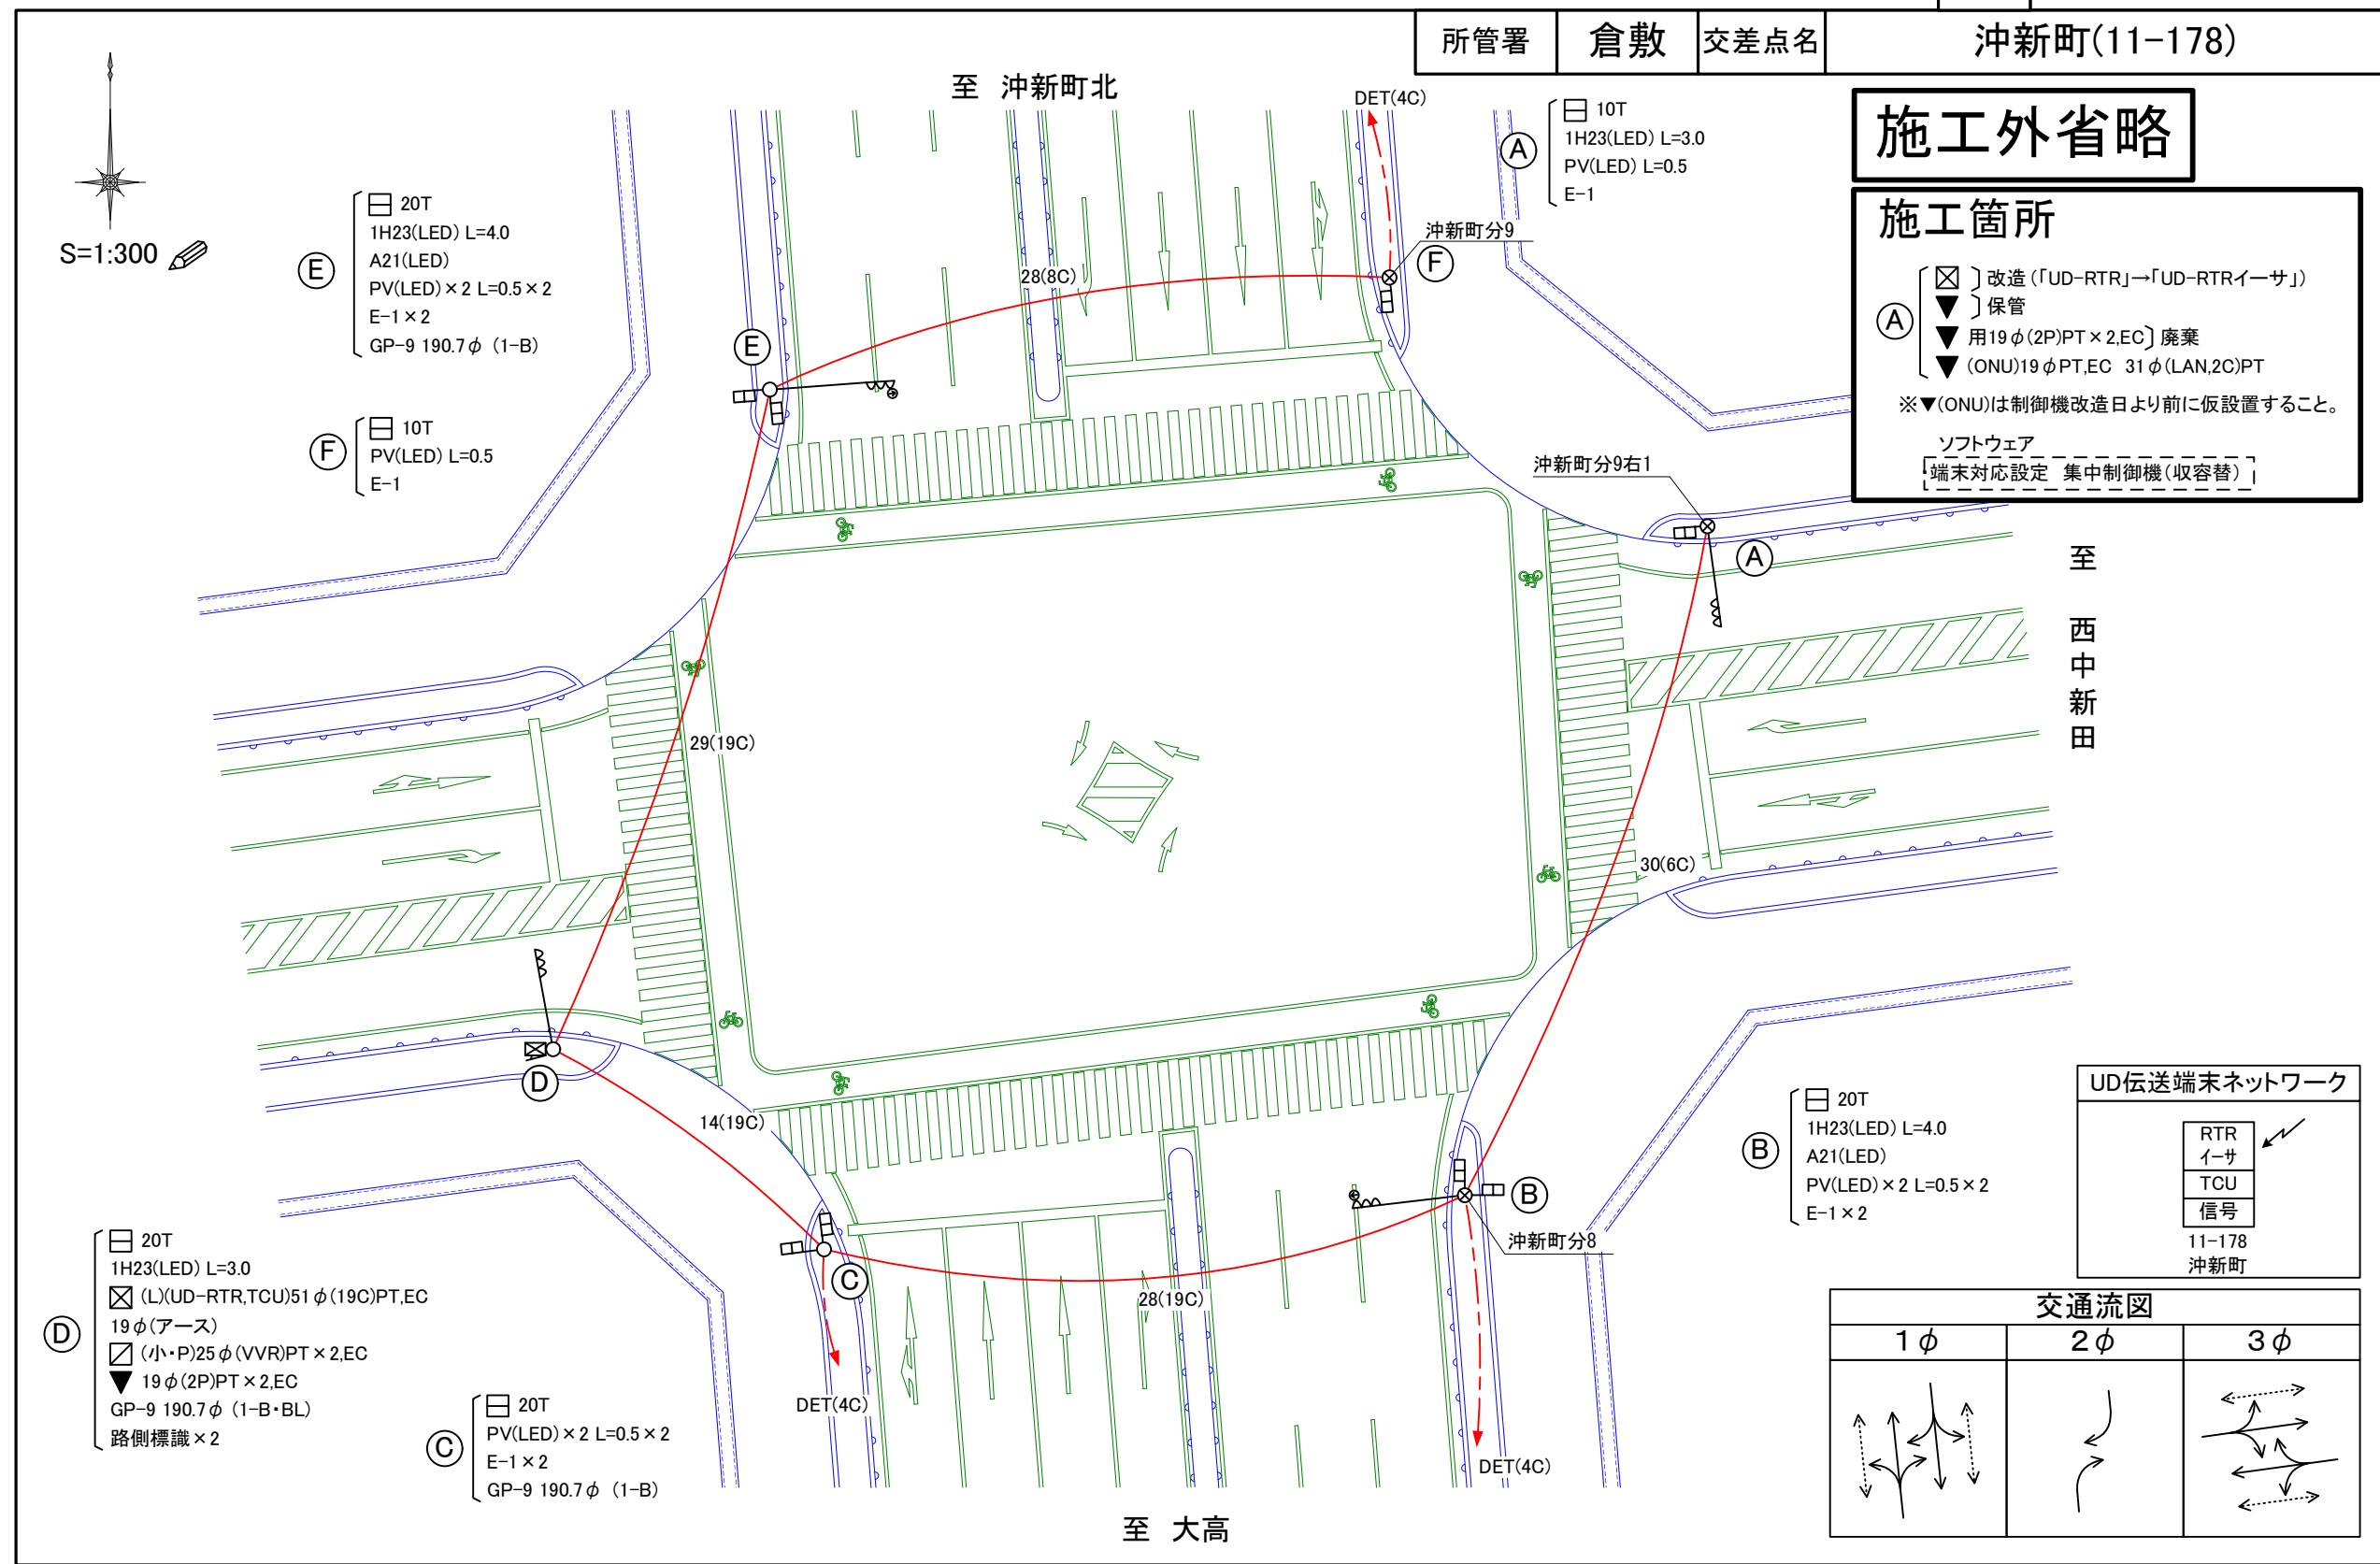 所管署 倉敷 交差点名 沖新町(11-178)
至 沖新町北
DET(4C)
S=1:300
施工外省略
施工箇所
Ⓐ
改造(「UD-RTR」→「UD-RTRイーサ」)
▼ 保管
▼ 用19φ(2P)PT×2,EC 廃棄
▼ (ONU)19φPT,EC 31φ(LAN,2C)PT
※▼(ONU)は制御機改造日より前に仮設置すること。
ソフトウェア
端末対応設定 集中制御機(収容替)
Ⓐ
10T
1H23(LED) L=3.0
PV(LED) L=0.5
E-1
Ⓔ
20T
1H23(LED) L=4.0
A21(LED)
PV(LED)×2 L=0.5×2
E-1×2
GP-9 190.7φ (1-B)
Ⓕ
10T
PV(LED) L=0.5
E-1
沖新町分9
Ⓕ
28(8C)
Ⓔ
沖新町分9右1
Ⓐ
至 西中新田
29(19C)
30(6C)
Ⓓ
14(19C)
Ⓑ
沖新町分8
Ⓒ
28(19C)
DET(4C)
DET(4C)
至 大高
Ⓑ
20T
1H23(LED) L=4.0
A21(LED)
PV(LED)×2 L=0.5×2
E-1×2
Ⓓ
20T
1H23(LED) L=3.0
(L)(UD-RTR,TCU)51φ(19C)PT,EC
19φ(アース)
(小・P)25φ(VVR)PT×2,EC
▼ 19φ(2P)PT×2,EC
GP-9 190.7φ (1-B・BL)
路側標識×2
Ⓒ
20T
PV(LED)×2 L=0.5×2
E-1×2
GP-9 190.7φ (1-B)
UD伝送端末ネットワーク
RTR
イーサ
TCU
信号
11-178
沖新町
交通流図
1φ 2φ 3φ